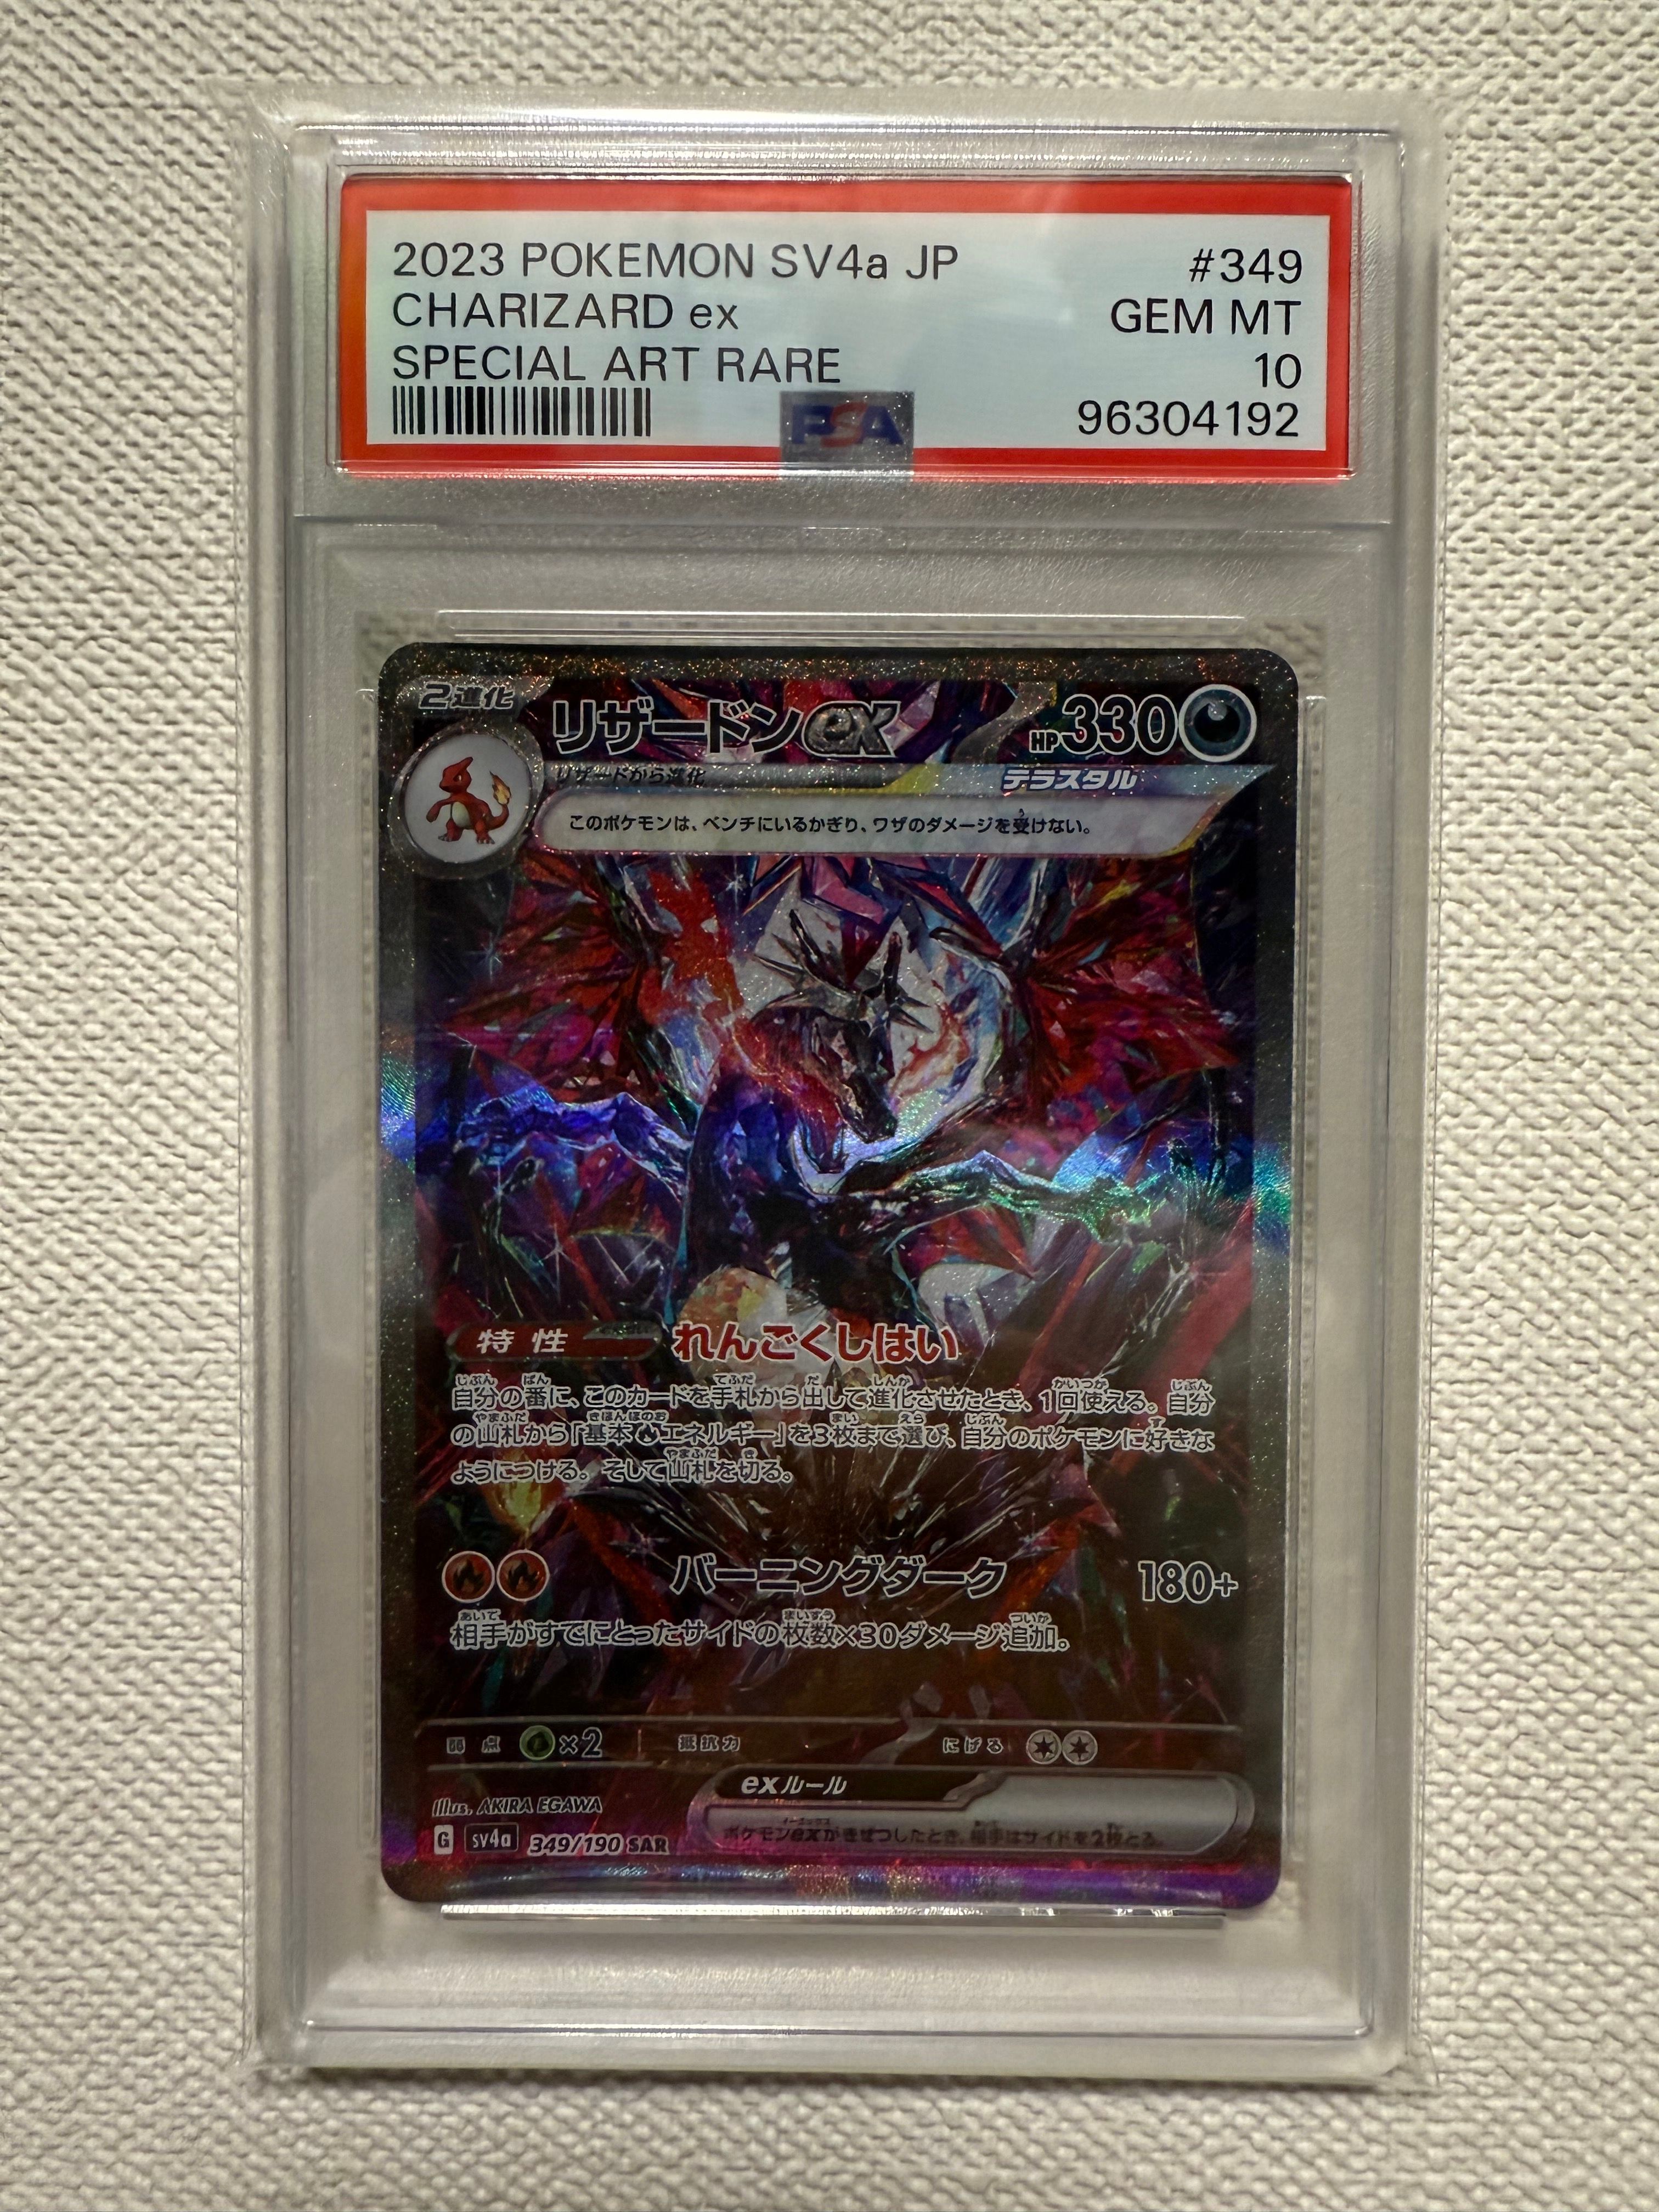 2023 POKEMON SV4a JP #349
CHARIZARD ex GEM MT
SPECIAL ART RARE 10
PSA 96304192
2進化 リザードンex HP330
リザードから進化 テラスタル
このポケモンは、ベンチにいるかぎり、ワザのダメージを受けない。
特性 れんごくしはい
自分の番に、このカードを手札から出して進化させたとき、1回使える。自分
の山札から「基本エネルギー」を3枚まで選び、自分のポケモンに好きな
ようにつける。そして山札を切る。
バーニングダーク 180+
相手がすでにとったサイドの枚数×30ダメージ追加。
弱点 ×2 抵抗力 にげる
exルール
ポケモンexがきぜつしたとき、相手はサイドを2枚とる。
Illus. AKIRA EGAWA
G sv4a 349/190 SAR